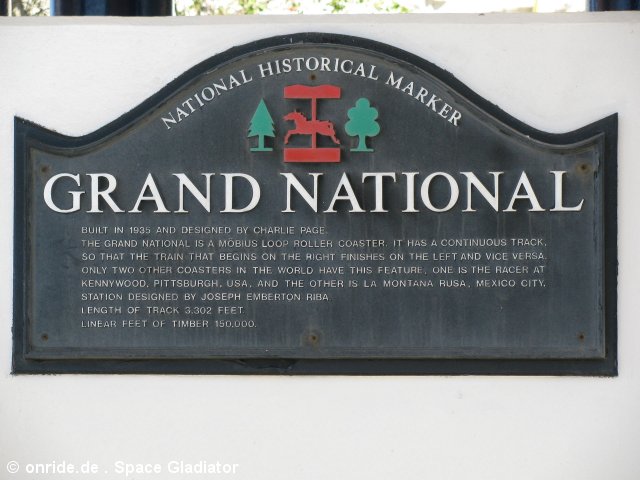 NATIONAL HISTORICAL MARKER
GRAND NATIONAL
BUILT IN 1935 AND DESIGNED BY CHARLIE PAGE.
THE GRAND NATIONAL IS A MÖBIUS LOOP ROLLER COASTER. IT HAS A CONTINUOUS TRACK,
SO THAT THE TRAIN THAT BEGINS ON THE RIGHT FINISHES ON THE LEFT AND VICE VERSA.
ONLY TWO OTHER COASTERS IN THE WORLD HAVE THIS FEATURE. ONE IS THE RACER AT
KENNYWOOD, PITTSBURGH, USA, AND THE OTHER IS LA MONTANA RUSA, MEXICO CITY.
STATION DESIGNED BY JOSEPH EMBERTON RIBA.
LENGTH OF TRACK 3,302 FEET.
LINEAR FEET OF TIMBER 150,000.
© onride.de . Space Gladiator